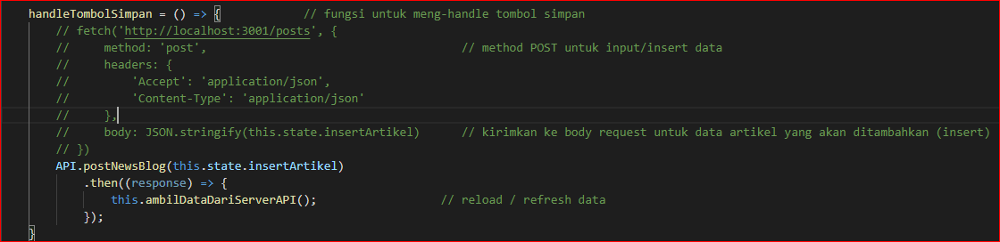 handleTombolSimpan = () => {            // fungsi untuk meng-handle tombol simpan
    // fetch('http://localhost:3001/posts', {
    //     method: 'post',                                     // method POST untuk input/insert data
    //     headers: {
    //         'Accept': 'application/json',
    //         'Content-Type': 'application/json'
    //     },
    //     body: JSON.stringify(this.state.insertArtikel)      // kirimkan ke body request untuk data artikel yang akan ditambahkan (insert)
    // })
    API.postNewsBlog(this.state.insertArtikel)
        .then((response) => {
            this.ambilDataDariServerAPI();                  // reload / refresh data
        });
}